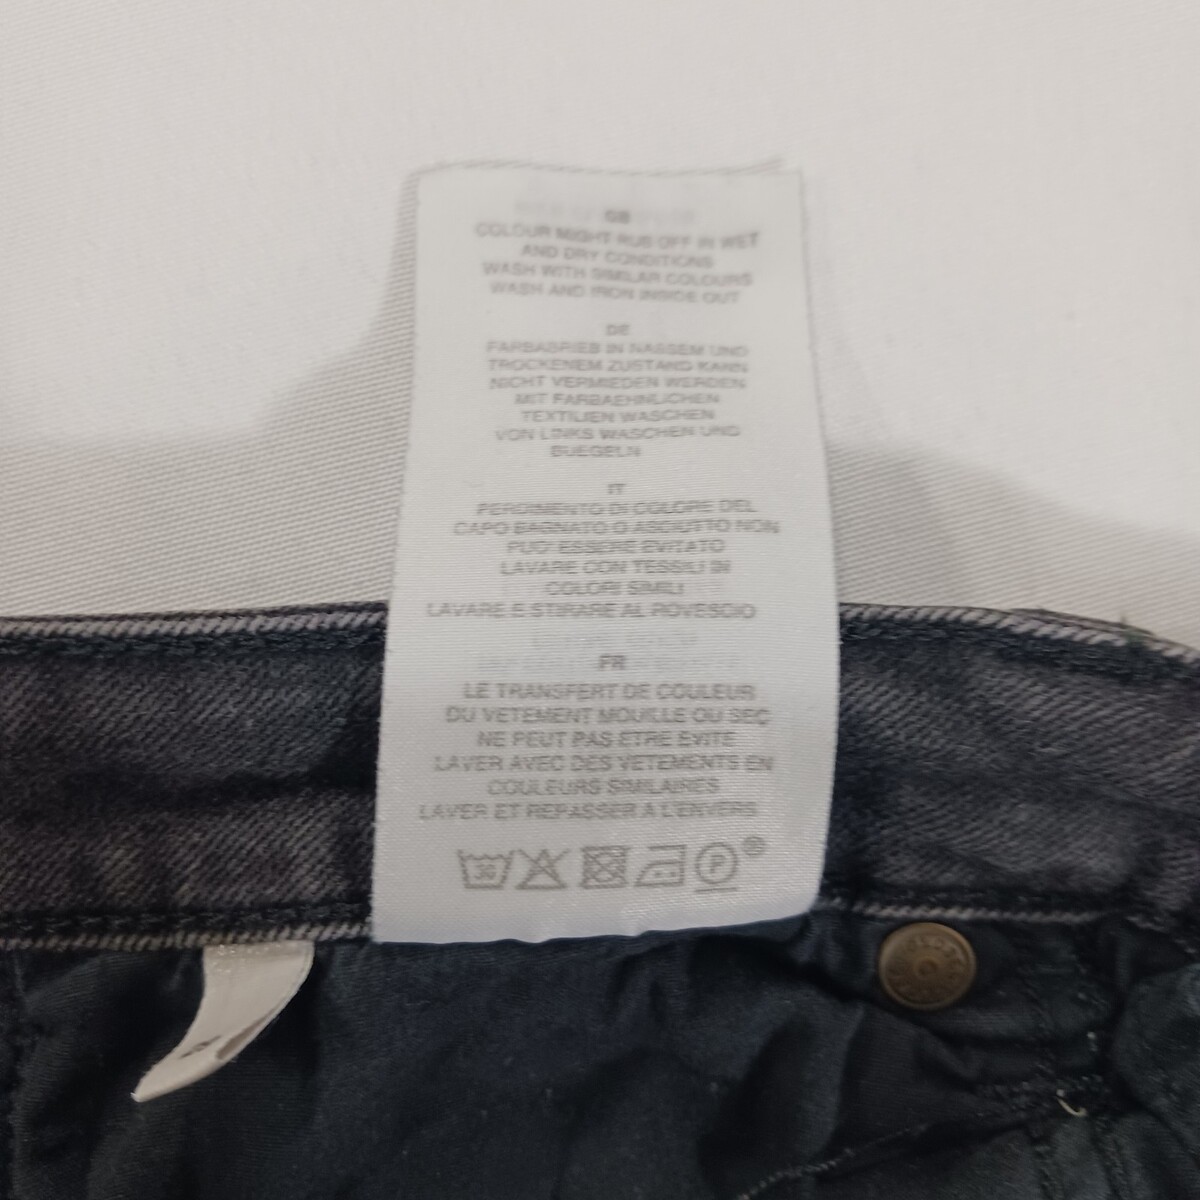 GB
COLOUR MIGHT RUB OFF IN WET
AND DRY CONDITIONS
WASH WITH SIMILAR COLOURS
WASH AND IRON INSIDE OUT
DE
FARBABRIEB IN NASSEM UND
TROCKENEM ZUSTAND KANN
NICHT VERMIEDEN WERDEN
MIT FARBAEHNLICHEN
TEXTILIEN WASCHEN
VON LINKS WASCHEN UND
BUEGELN
IT
PERDIMENTO DI COLORE DEL
CAPO BAGNATO O ASCIUTTO NON
PUO' ESSERE EVITATO
LAVARE CON TESSILI IN
COLORI SIMILI
LAVARE E STIRARE AL ROVESCIO
FR
LE TRANSFERT DE COULEUR
DU VETEMENT MOUILLE OU SEC
NE PEUT PAS ETRE EVITE
LAVER AVEC DES VETEMENTS EN
COULEURS SIMILAIRES
LAVER ET REPASSER A L'ENVERS
30 P ®